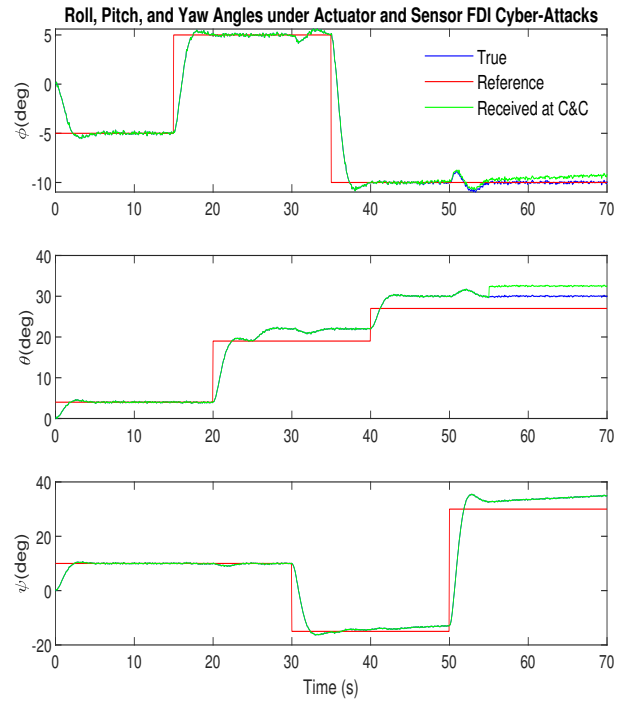 Roll, Pitch, and Yaw Angles under Actuator and Sensor FDI Cyber-Attacks
5
0
-5
-10
ϕ(deg)
True
Reference
Received at C&C
0 10 20 30 40 50 60 70
40
30
20
10
0
θ(deg)
0 10 20 30 40 50 60 70
40
20
0
-20
ψ(deg)
0 10 20 30 40 50 60 70
Time (s)